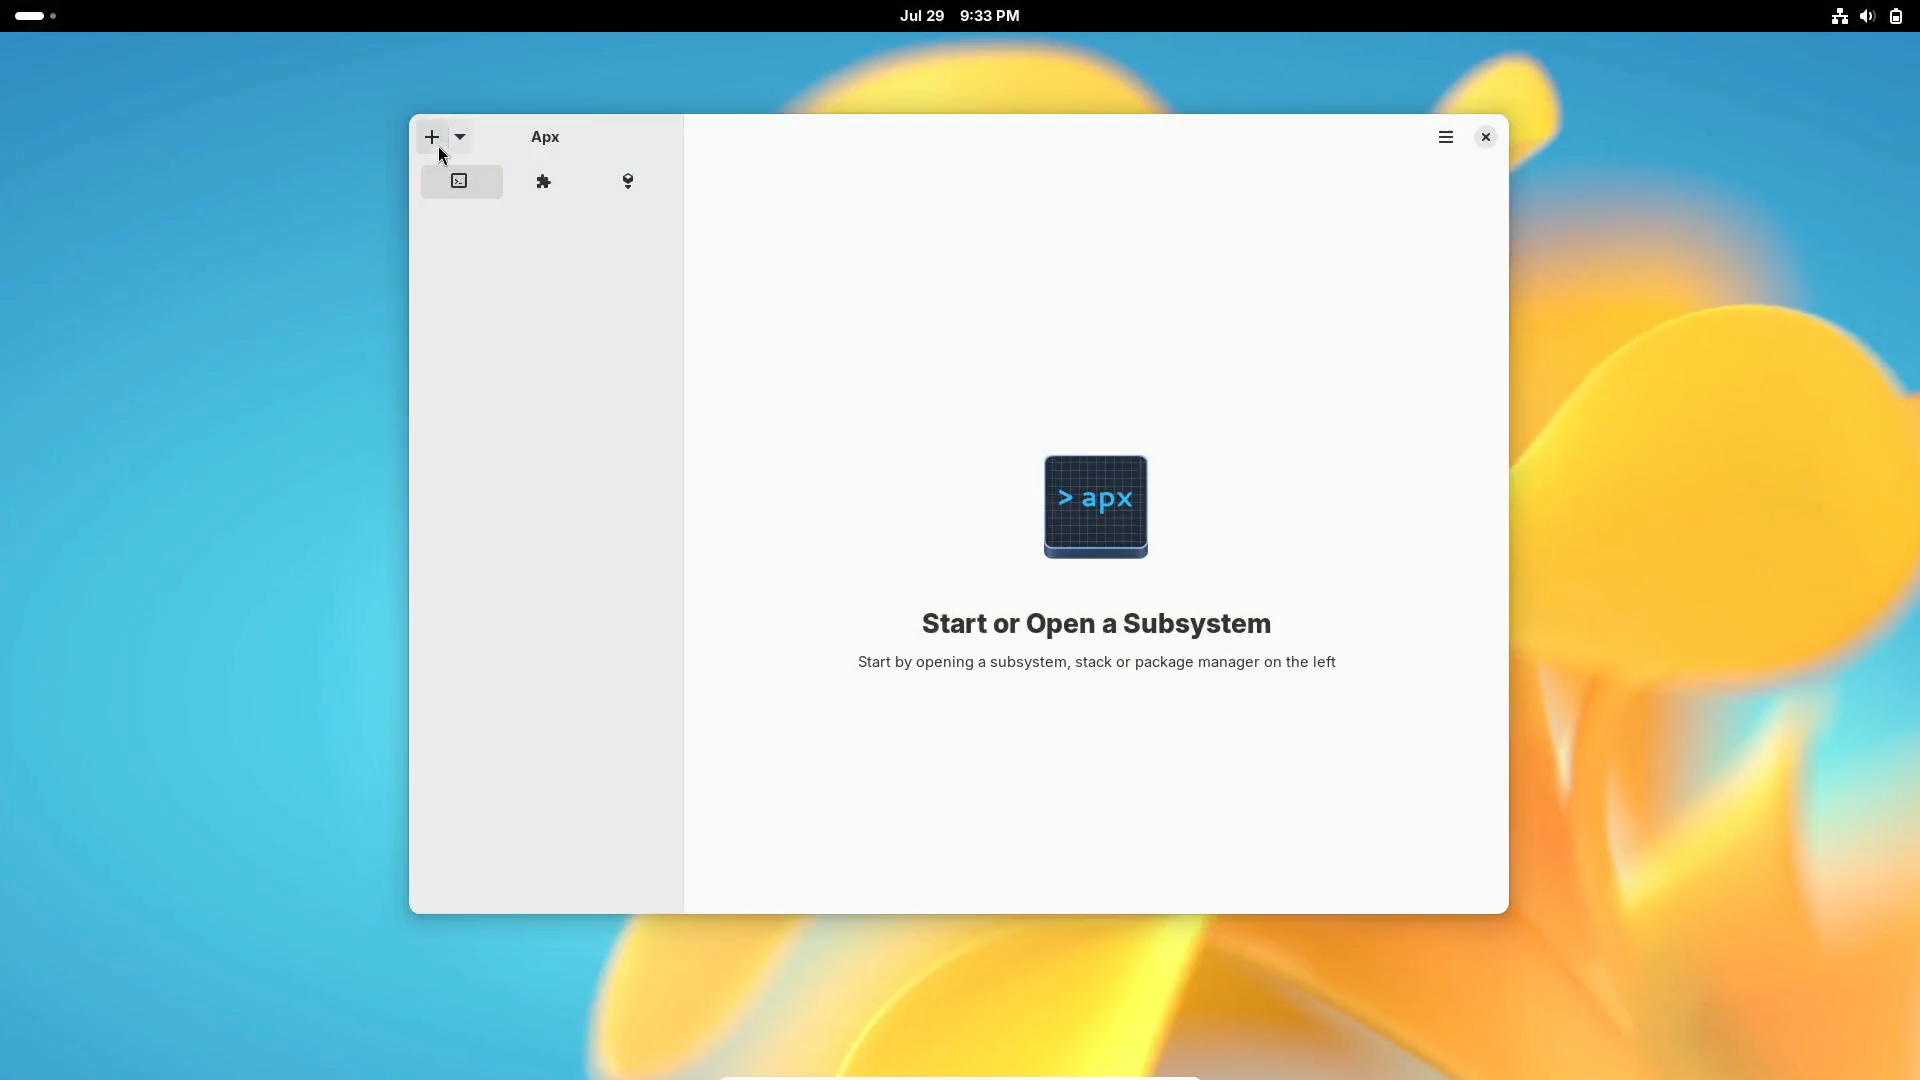 Jul 29 9:33 PM
Apx
> apx
Start or Open a Subsystem
Start by opening a subsystem, stack or package manager on the left